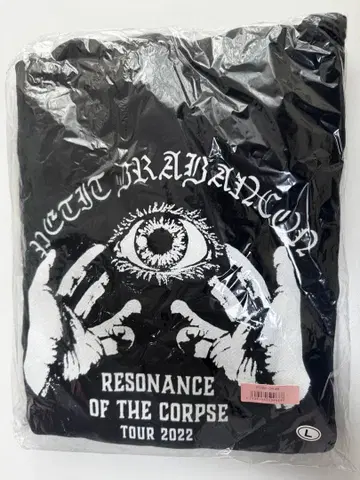 PETIT BRABANCON
RESONANCE
OF THE CORPSE
TOUR 2022
L